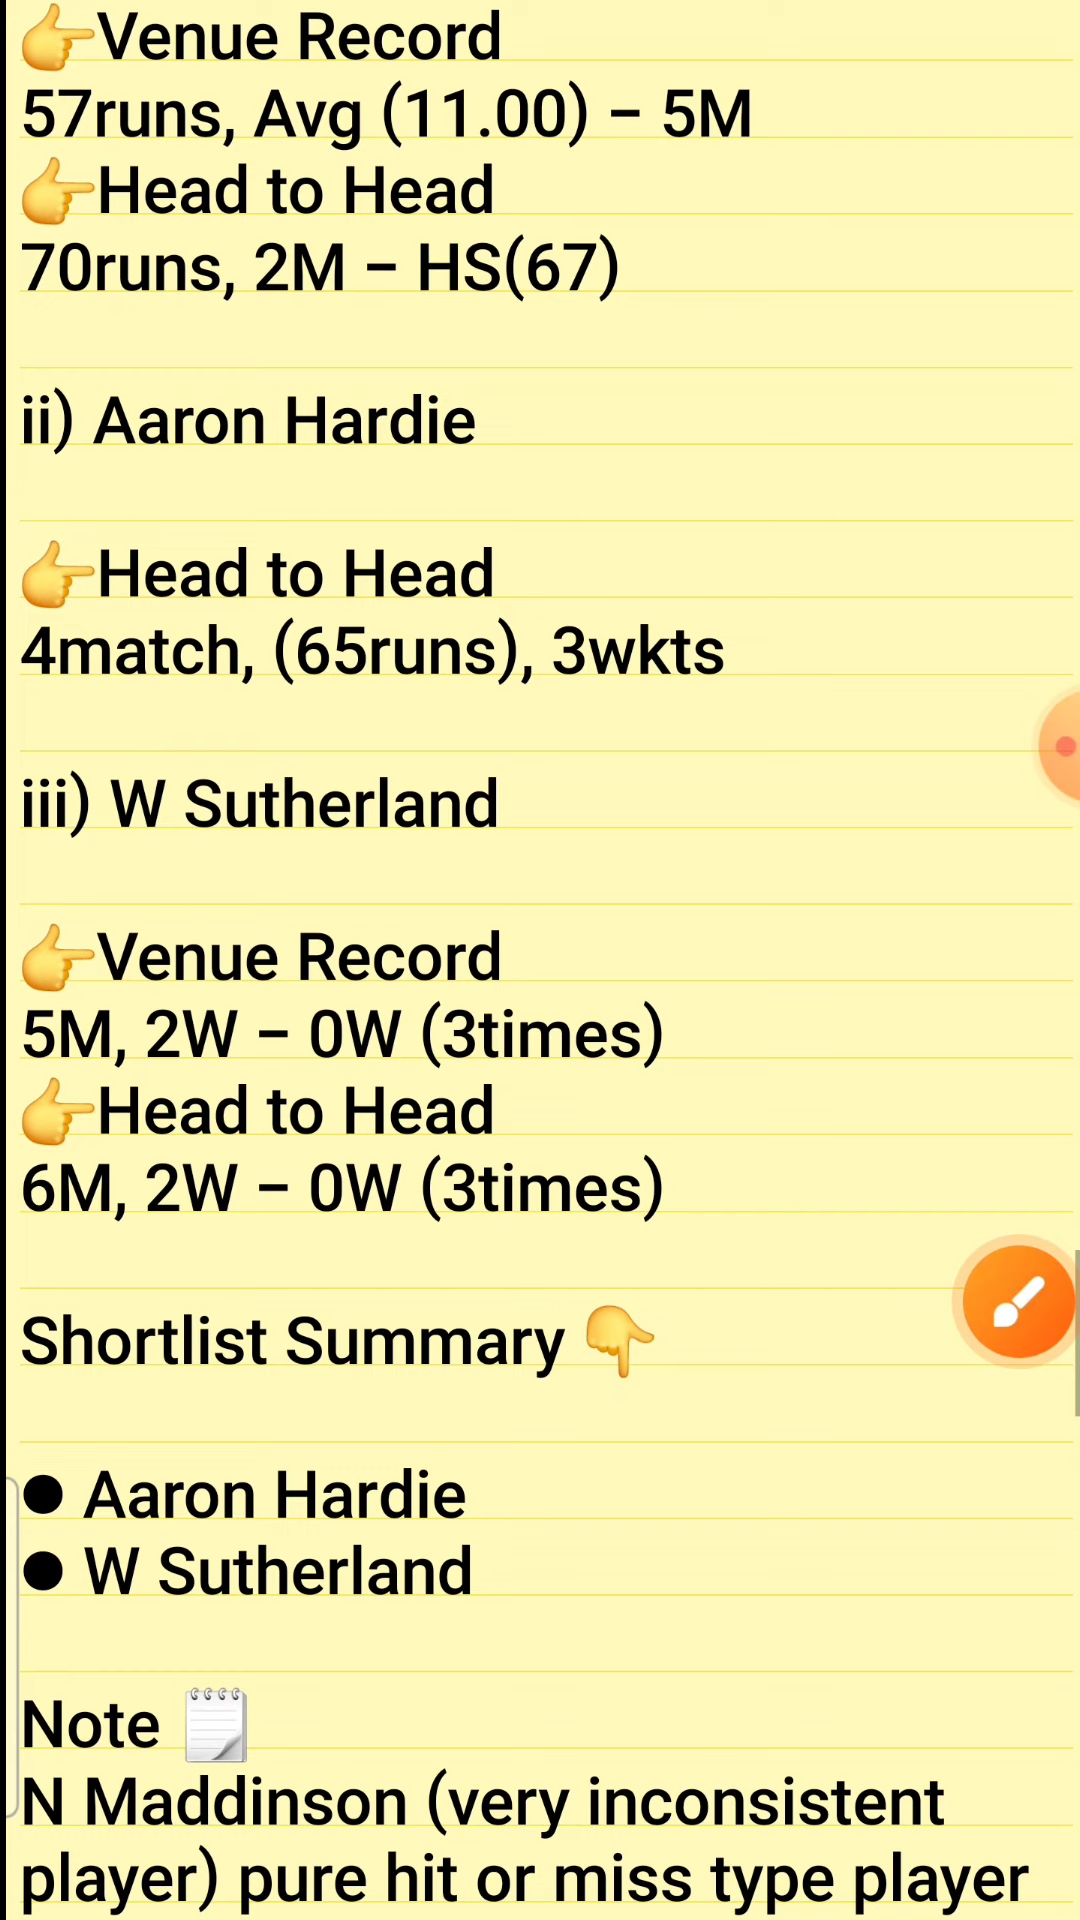 👉Venue Record
57runs, Avg (11.00) – 5M
👉Head to Head
70runs, 2M – HS(67)
ii) Aaron Hardie
👉Head to Head
4match, (65runs), 3wkts
iii) W Sutherland
👉Venue Record
5M, 2W – 0W (3times)
👉Head to Head
6M, 2W – 0W (3times)
Shortlist Summary 👇
● Aaron Hardie
● W Sutherland
Note 🗒
N Maddinson (very inconsistent
player) pure hit or miss type player